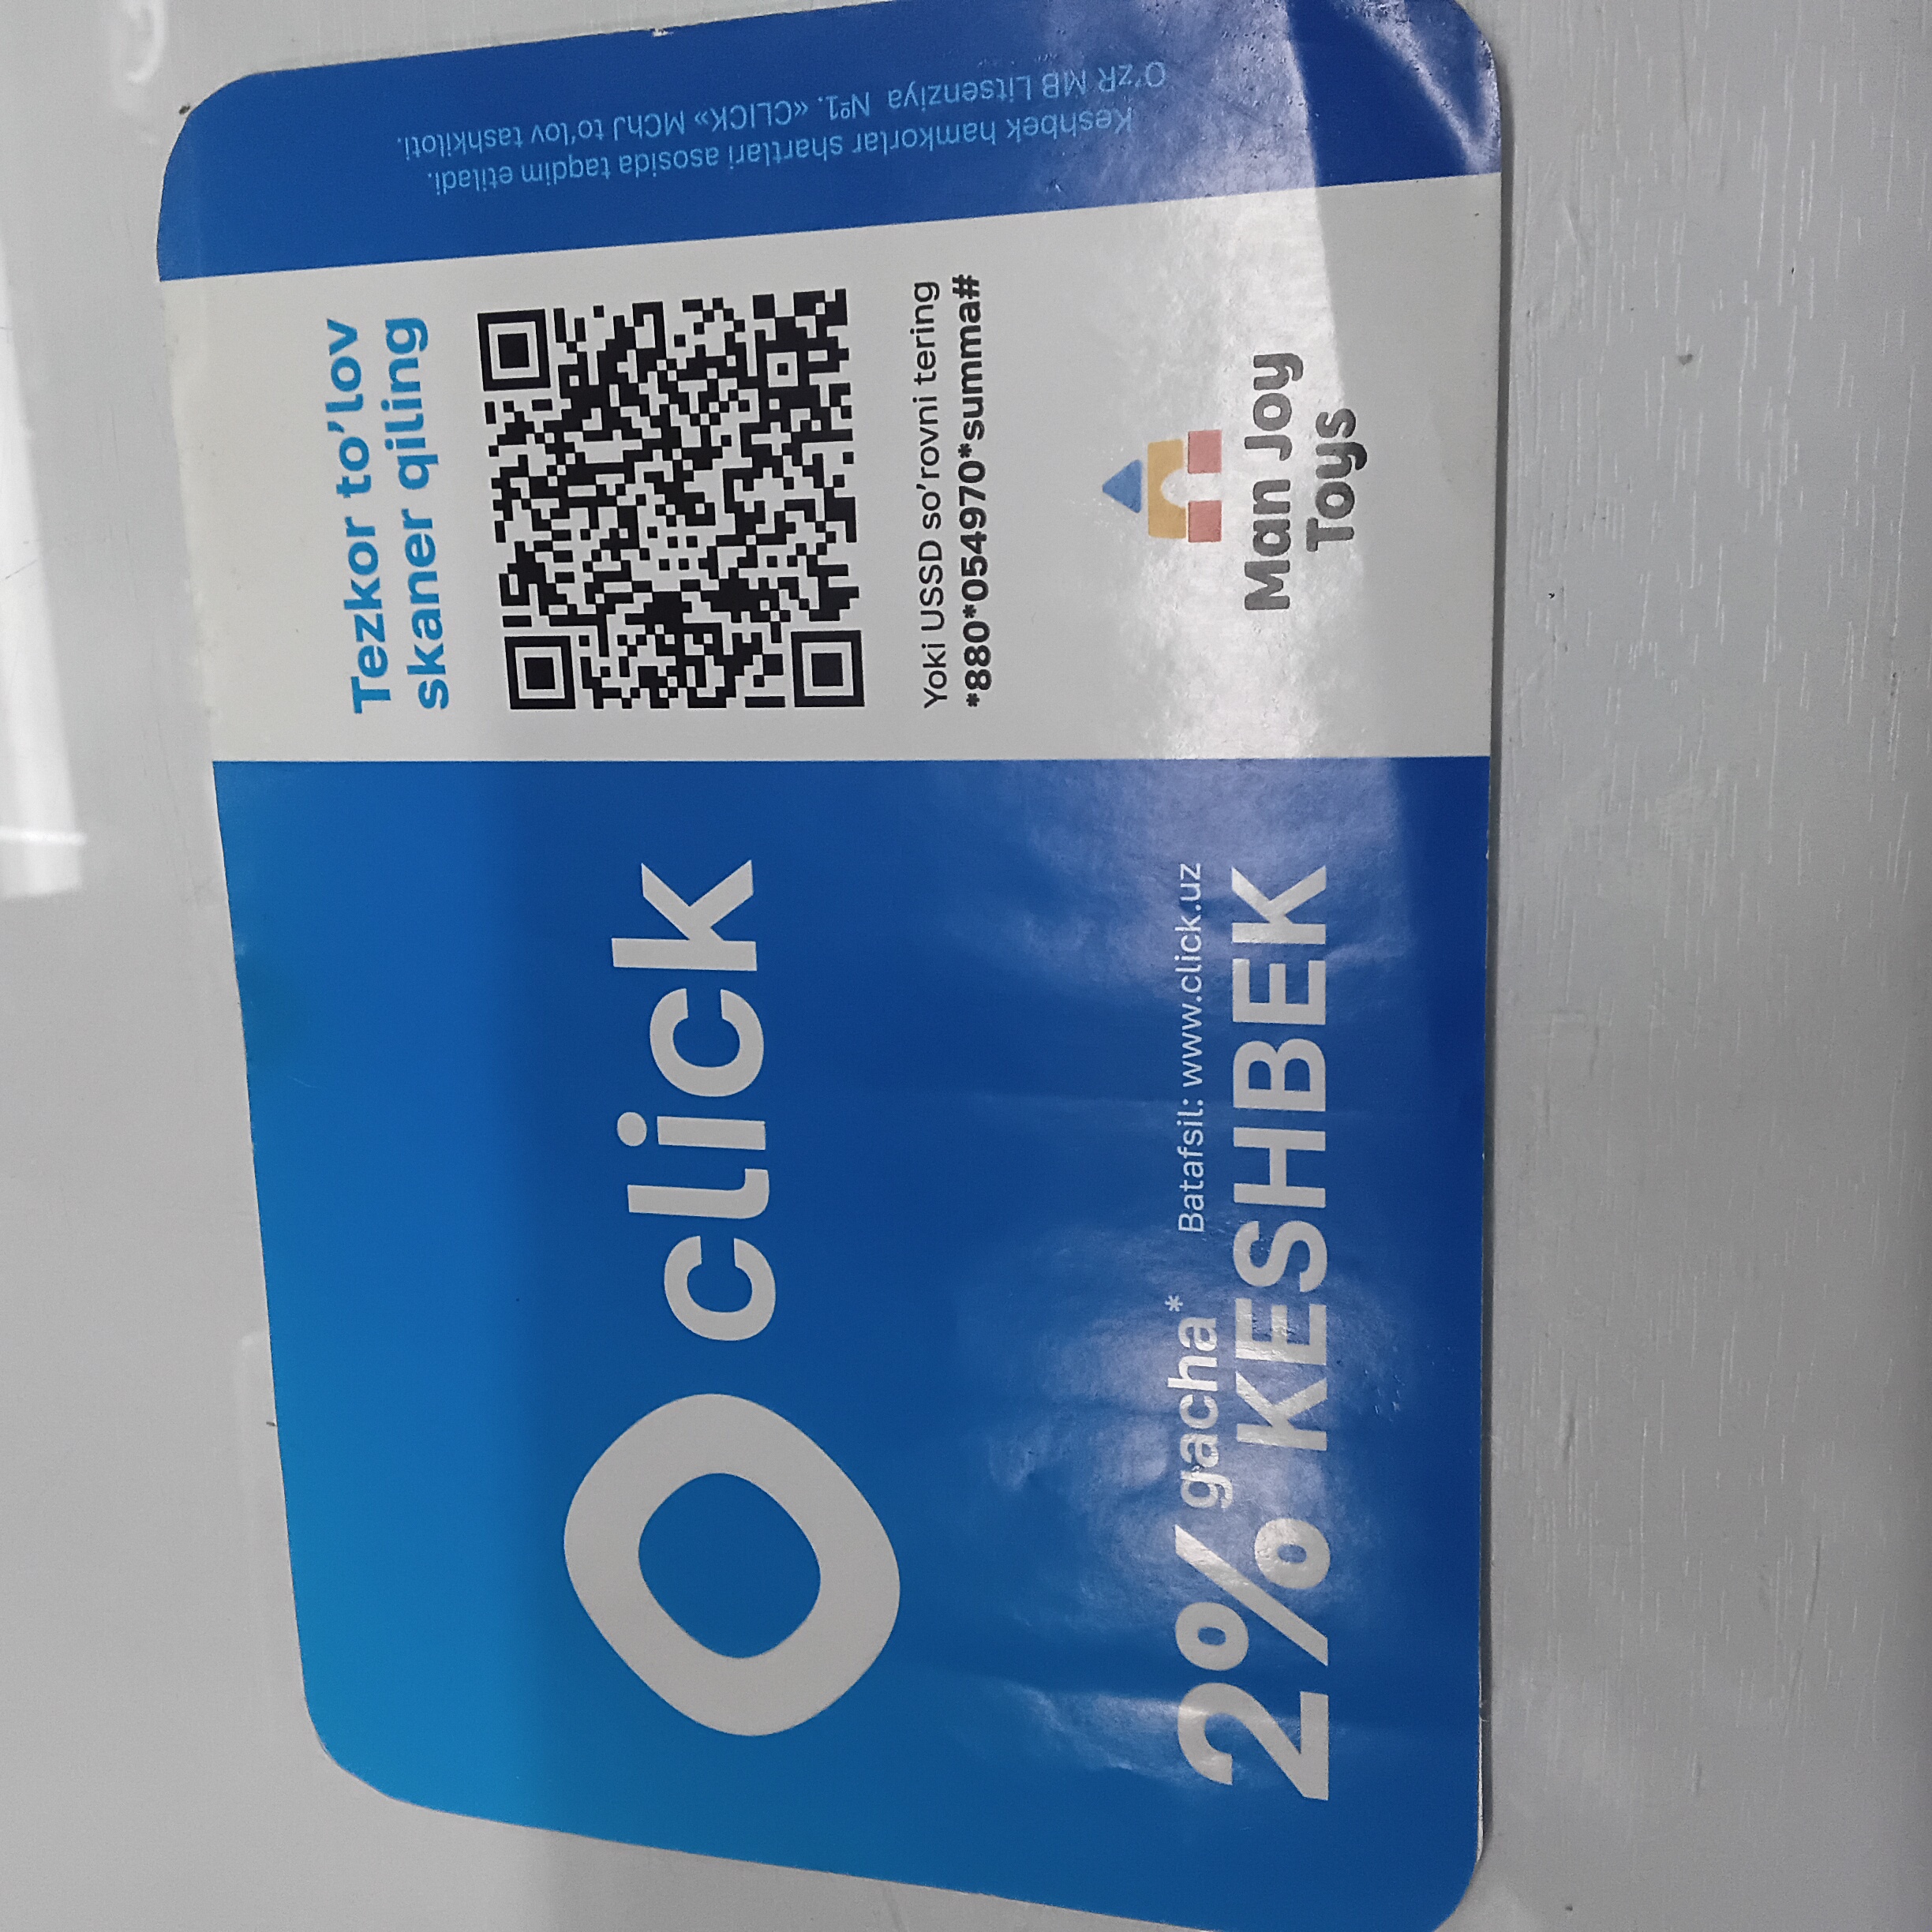 click
2% gacha*
Batafsil: www.click.uz
KESHBEK
Tezkor to'lov
skaner qiling
Yoki USSD so'rovni tering
*880*054970*summa#
Man Joy
Toys
Keshbek hamkorlar shartlari asosida taqdim etiladi.
O'zR MB Litsenziya №1. «CLICK» MChJ to'lov tashkiloti.